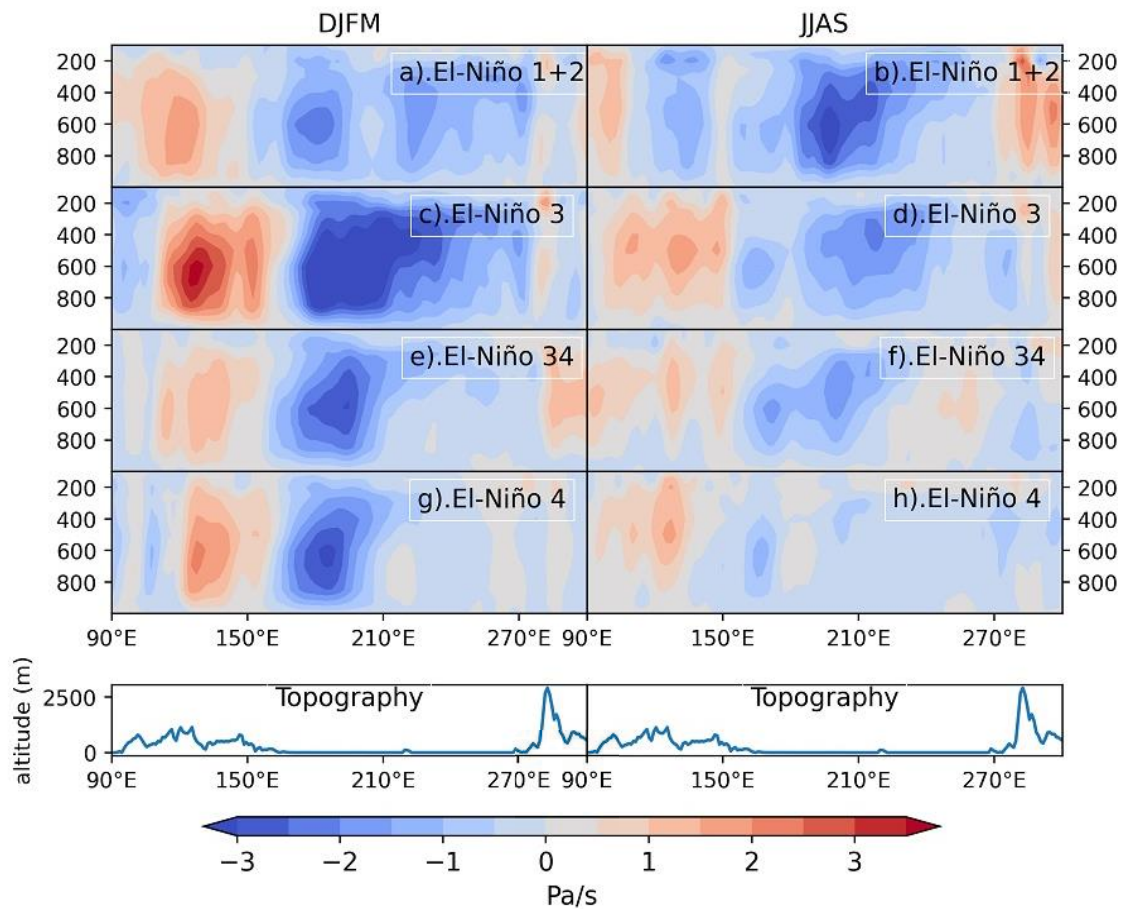 DJFM JJAS
200 a).El-Niño 1+2 b).El-Niño 1+2 200
400 400
600 600
800 800
200 c).El-Niño 3 d).El-Niño 3 200
400 400
600 600
800 800
200 e).El-Niño 34 f).El-Niño 34 200
400 400
600 600
800 800
200 g).El-Niño 4 h).El-Niño 4 200
400 400
600 600
800 800
90°E 150°E 210°E 270°E 90°E 150°E 210°E 270°E
altitude (m)
2500 Topography Topography
0
90°E 150°E 210°E 270°E 90°E 150°E 210°E 270°E
−3 −2 −1 0 1 2 3
Pa/s